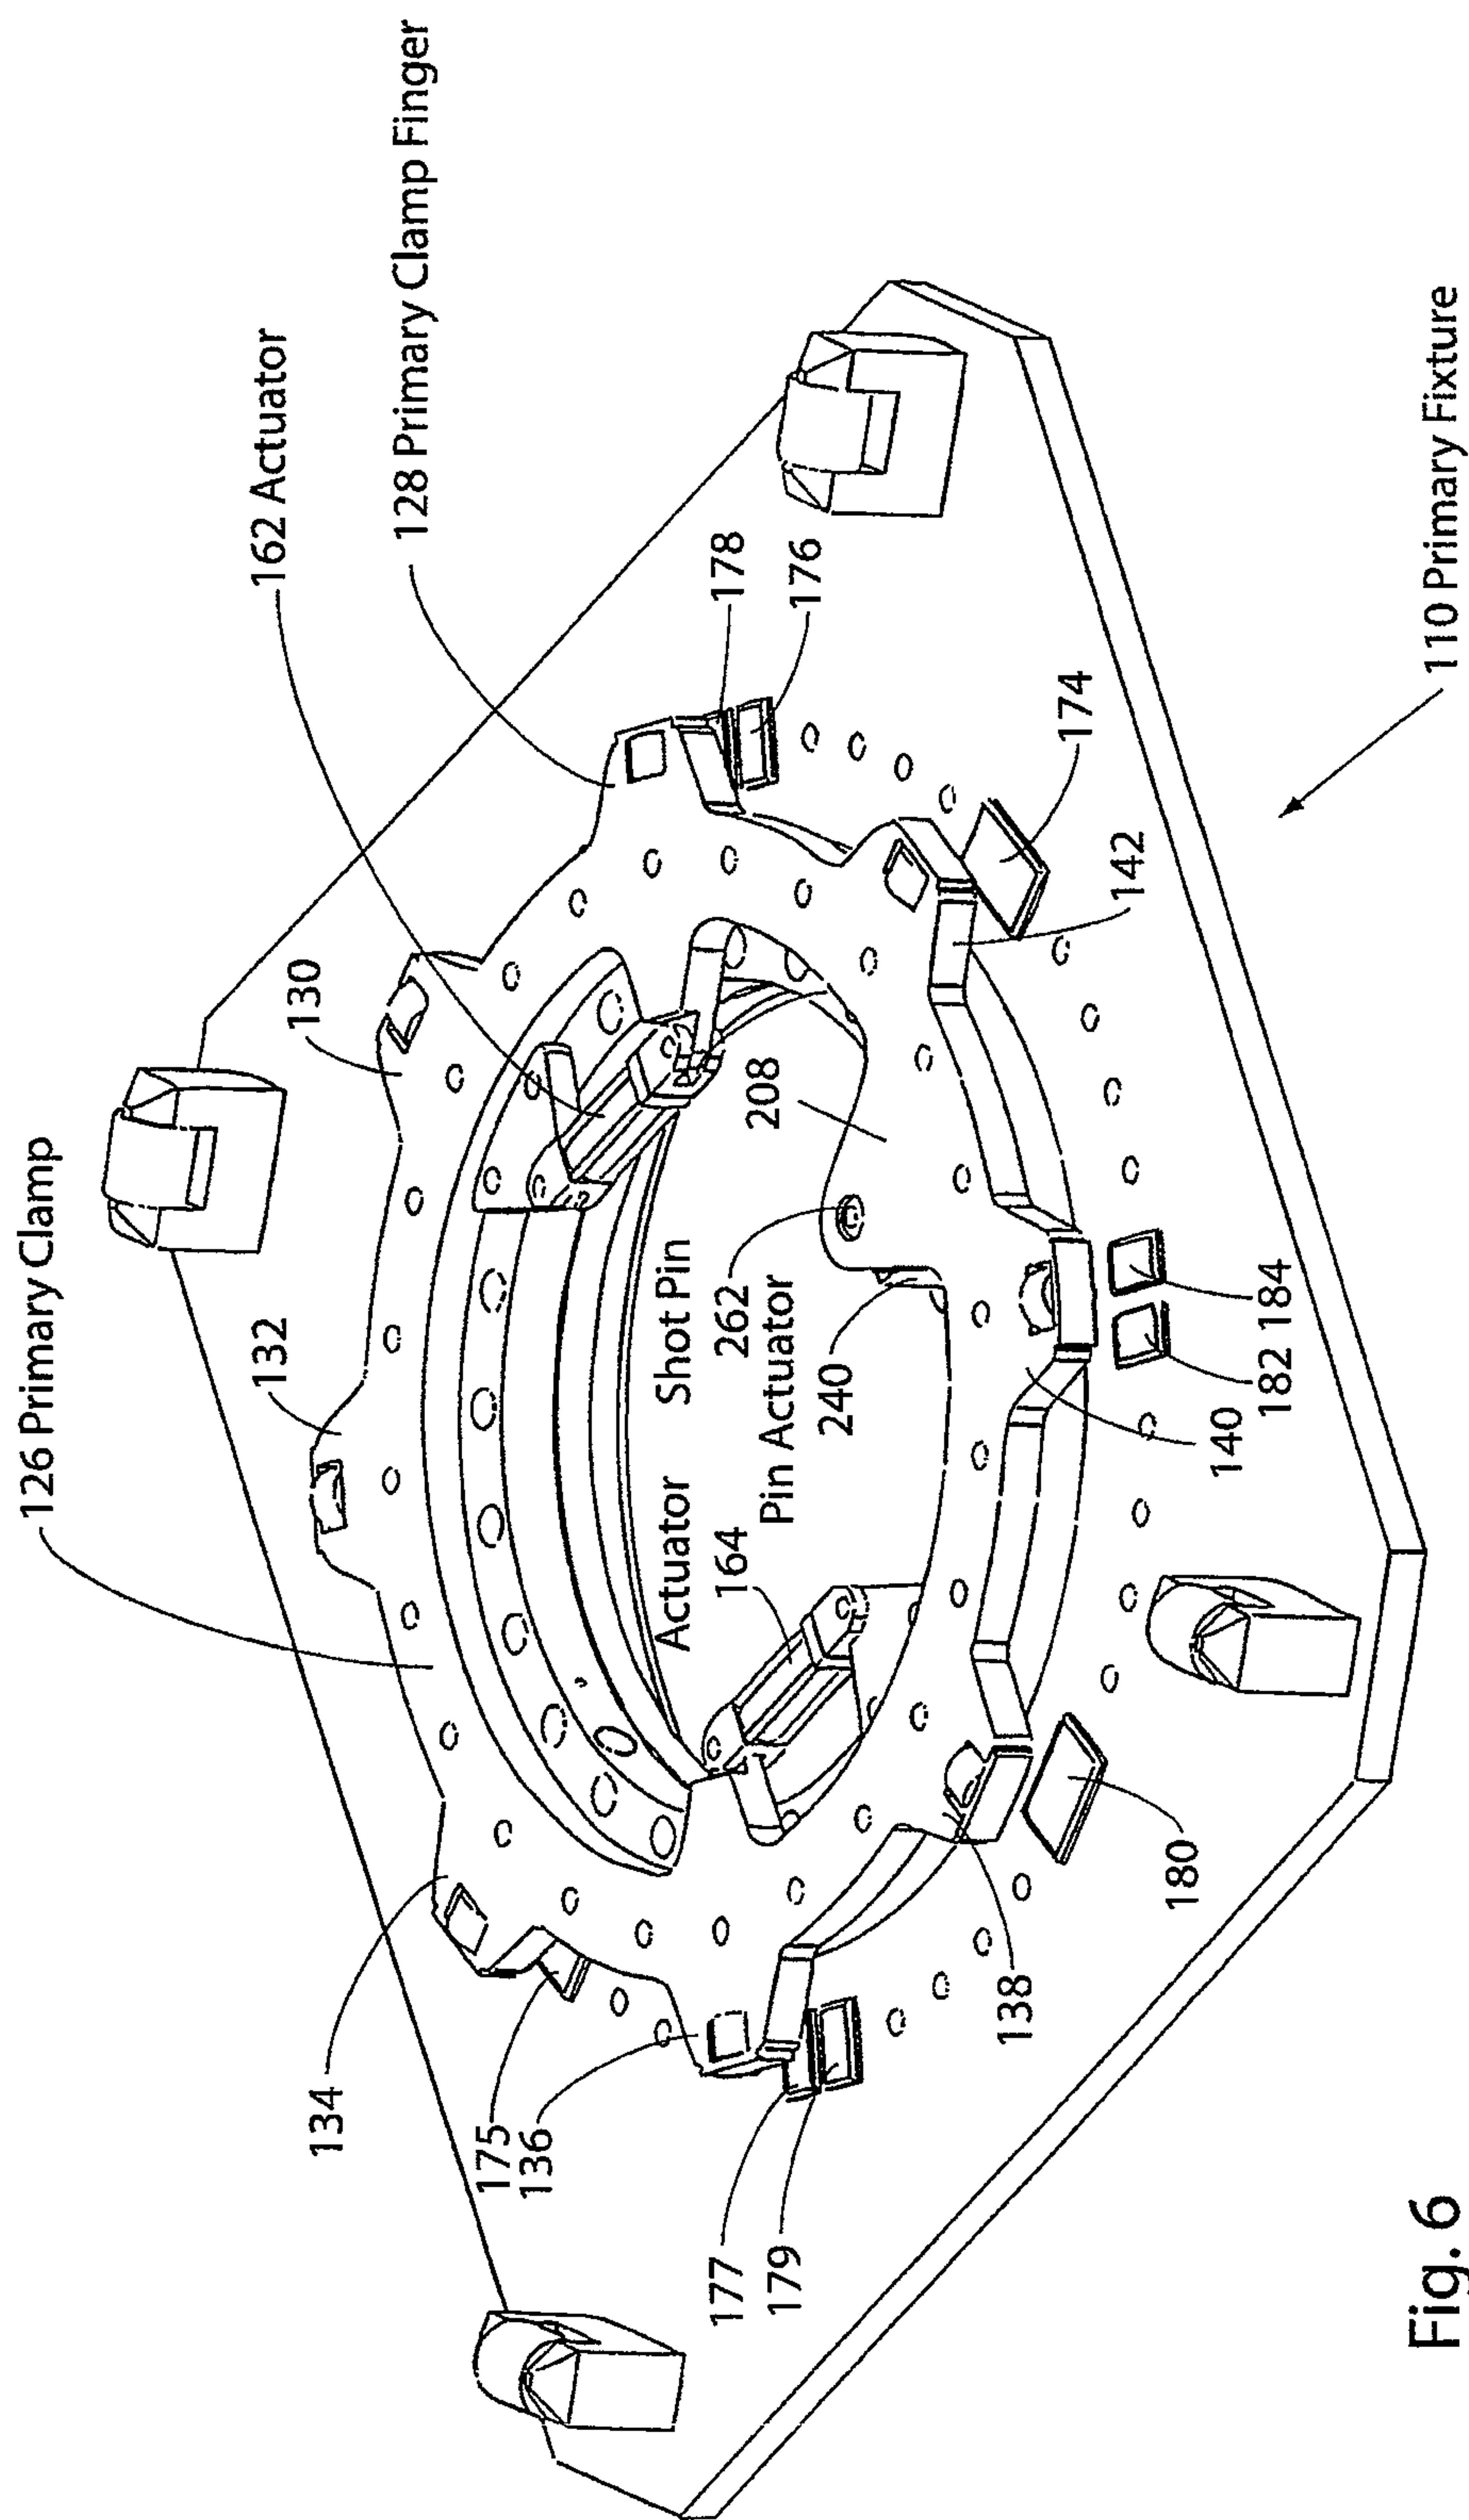 126 Primary Clamp
132
162 Actuator
130
134
128 Primary Clamp Finger
175
136
Actuator
164
Shot Pin
262
178
177
179
Pin Actuator
240
208
176
138
174
142
180
140
182 184
110 Primary Fixture
Fig. 6